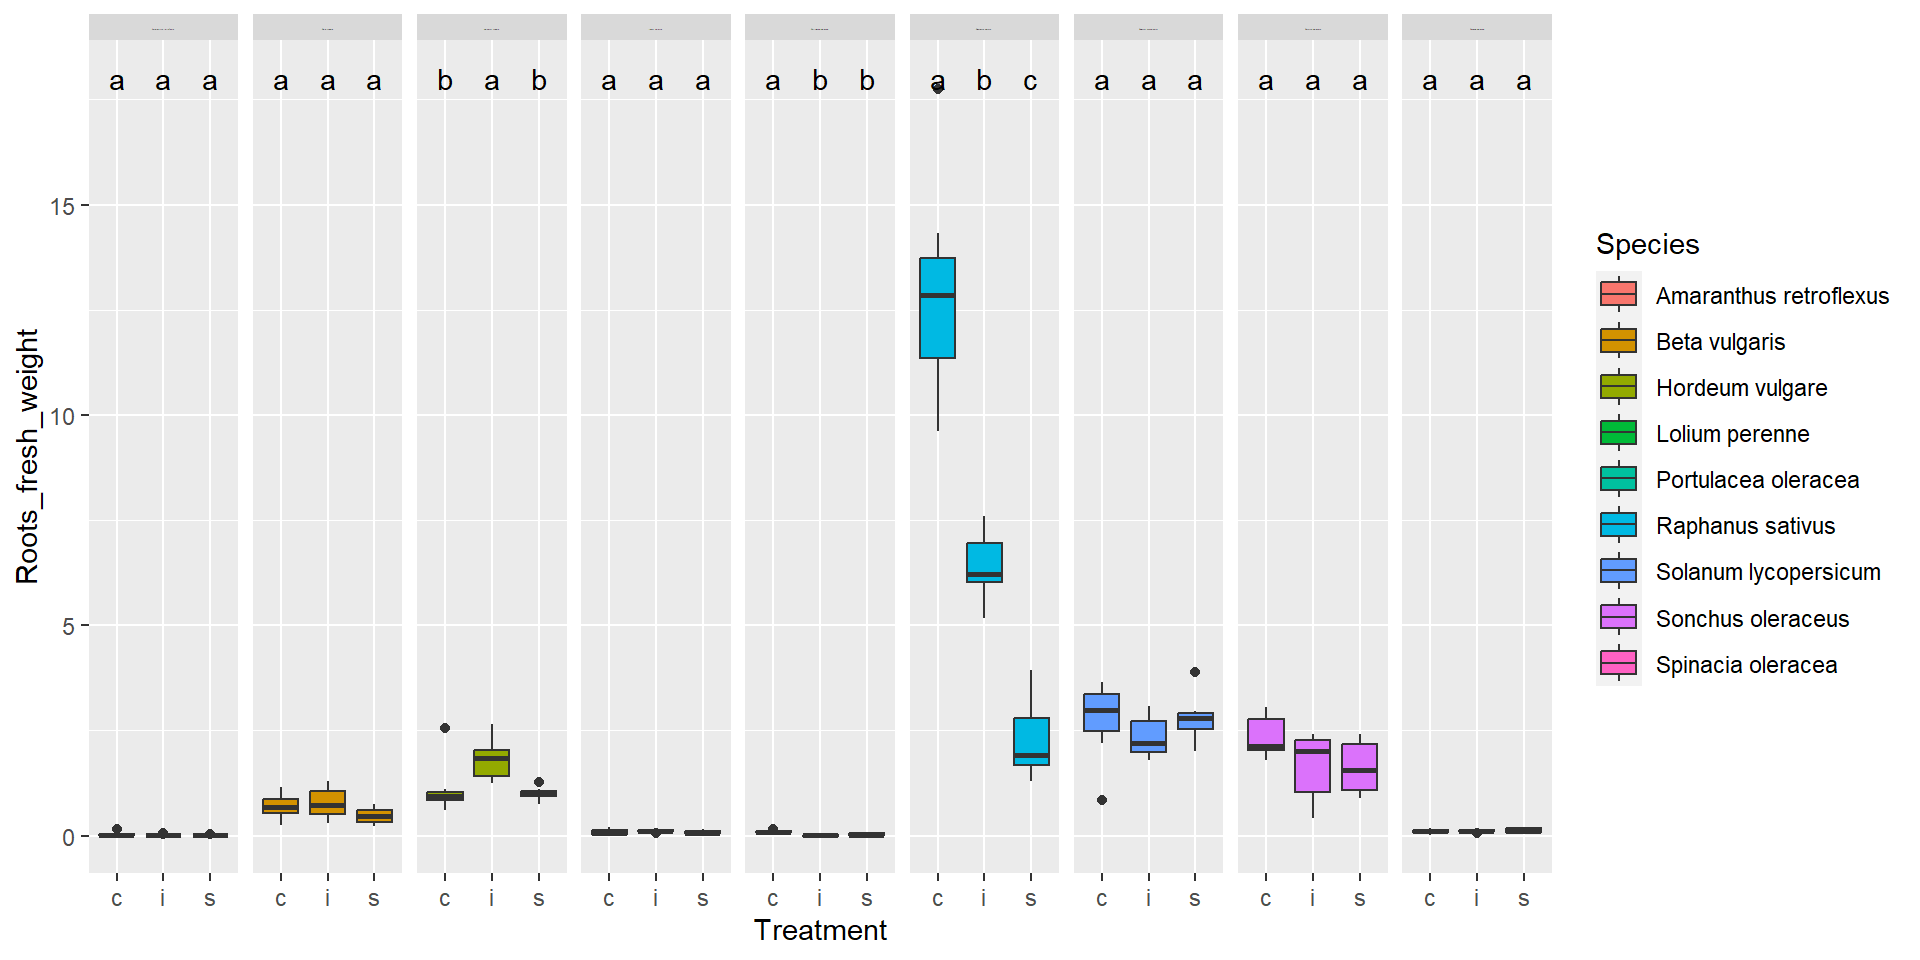 a a a a a a b a b a a a a b b a b c a a a a a a a a a
15
10
5
0
Roots_fresh_weight
c i s c i s c i s c i s c i s c i s c i s c i s c i s
Treatment
Species
Amaranthus retroflexus
Beta vulgaris
Hordeum vulgare
Lolium perenne
Portulacea oleracea
Raphanus sativus
Solanum lycopersicum
Sonchus oleraceus
Spinacia oleracea